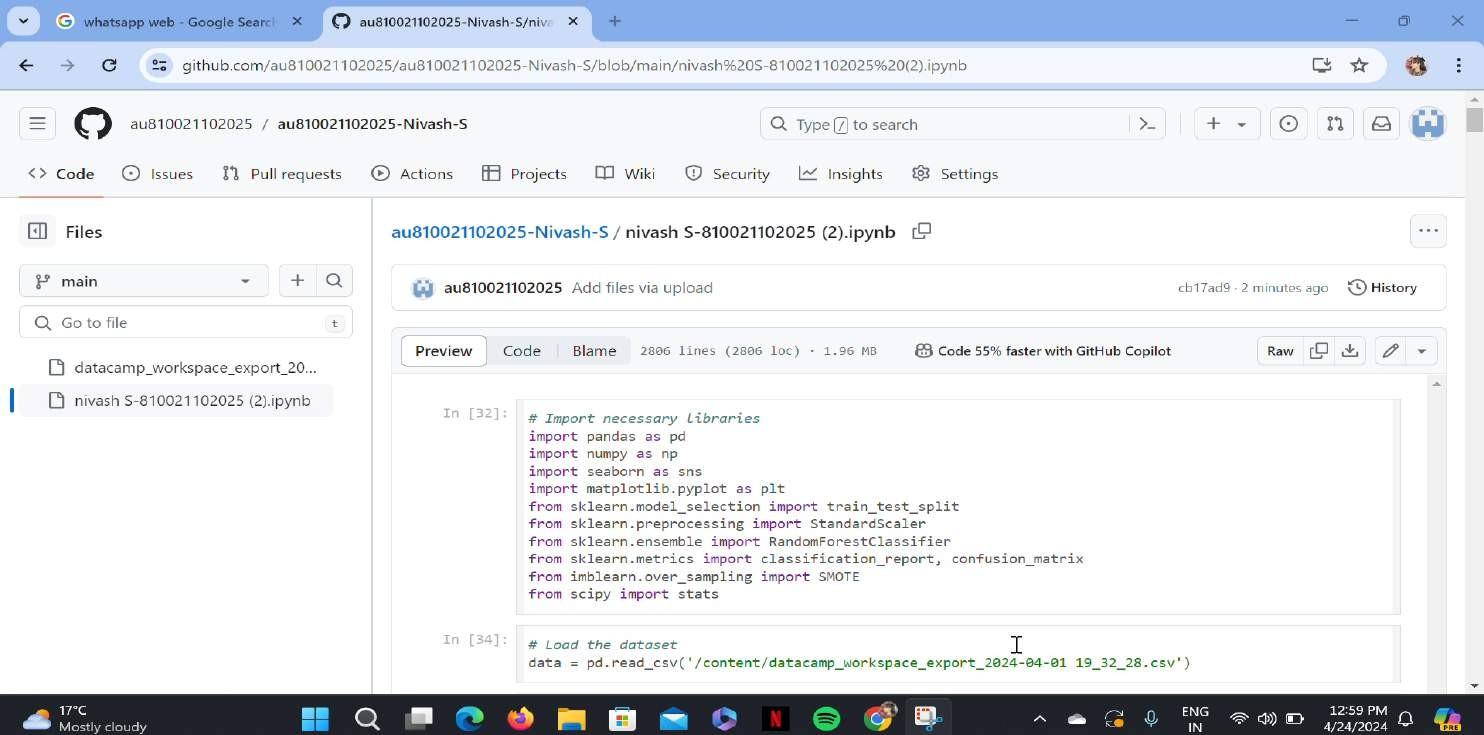 whatsapp web - Google Searc
au810021102025-Nivash-S/niva
github.com/au810021102025/au810021102025-Nivash-S/blob/main/nivash%20S-810021102025%20(2).ipynb
au810021102025 / au810021102025-Nivash-S
Type / to search
Code Issues Pull requests Actions Projects Wiki Security Insights Settings
Files
au810021102025-Nivash-S / nivash S-810021102025 (2).ipynb
main
au810021102025 Add files via upload
cb17ad9 · 2 minutes ago
History
Go to file t
Preview Code Blame 2806 lines (2806 loc) · 1.96 MB
Code 55% faster with GitHub Copilot
Raw
datacamp_workspace_export_20...
nivash S-810021102025 (2).ipynb
In [32]:
# Import necessary libraries
import pandas as pd
import numpy as np
import seaborn as sns
import matplotlib.pyplot as plt
from sklearn.model_selection import train_test_split
from sklearn.preprocessing import StandardScaler
from sklearn.ensemble import RandomForestClassifier
from sklearn.metrics import classification_report, confusion_matrix
from imblearn.over_sampling import SMOTE
from scipy import stats
In [34]:
# Load the dataset
data = pd.read_csv('/content/datacamp_workspace_export_2024-04-01 19_32_28.csv')
17°C
Mostly cloudy
ENG
IN
12:59 PM
4/24/2024
PRE